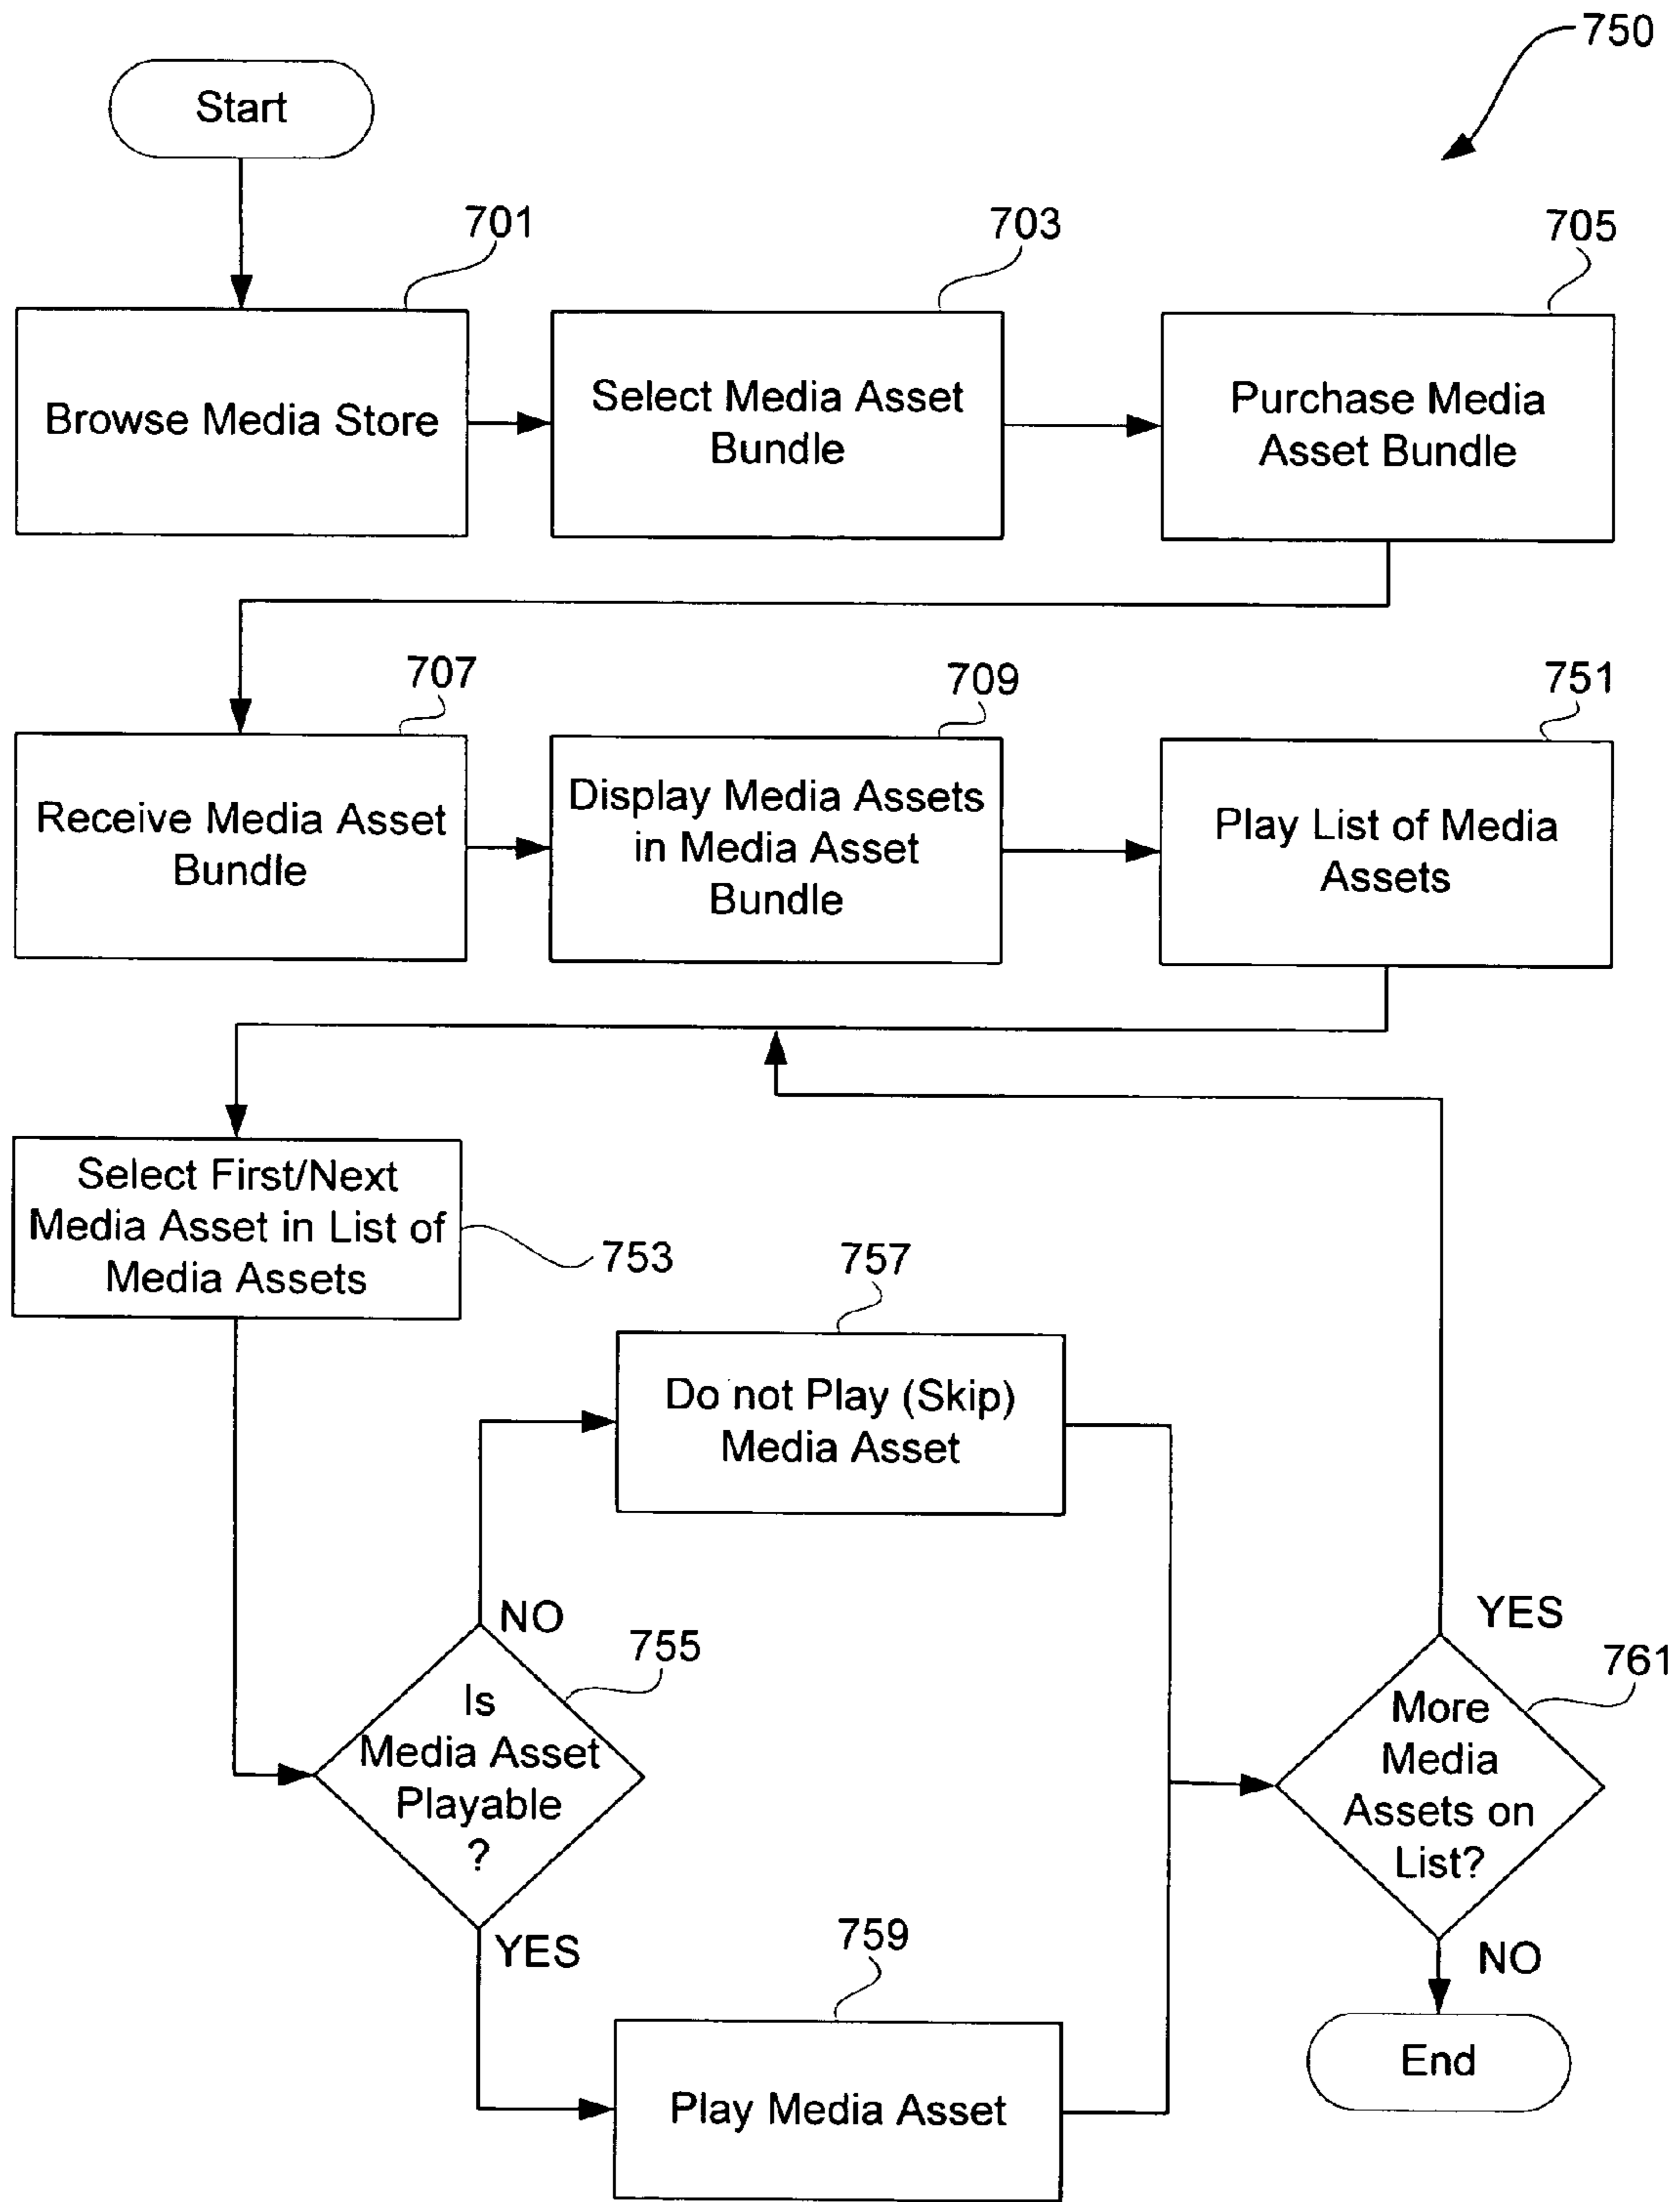 750
Start
701
703
705
Browse Media Store
Select Media Asset
Bundle
Purchase Media
Asset Bundle
707
709
751
Receive Media Asset
Bundle
Display Media Assets
in Media Asset
Bundle
Play List of Media
Assets
Select First/Next
Media Asset in List of
Media Assets
753
757
Do not Play (Skip)
Media Asset
NO
755
Is
Media Asset
Playable
?
YES
YES
761
More
Media
Assets on
List?
NO
759
Play Media Asset
End